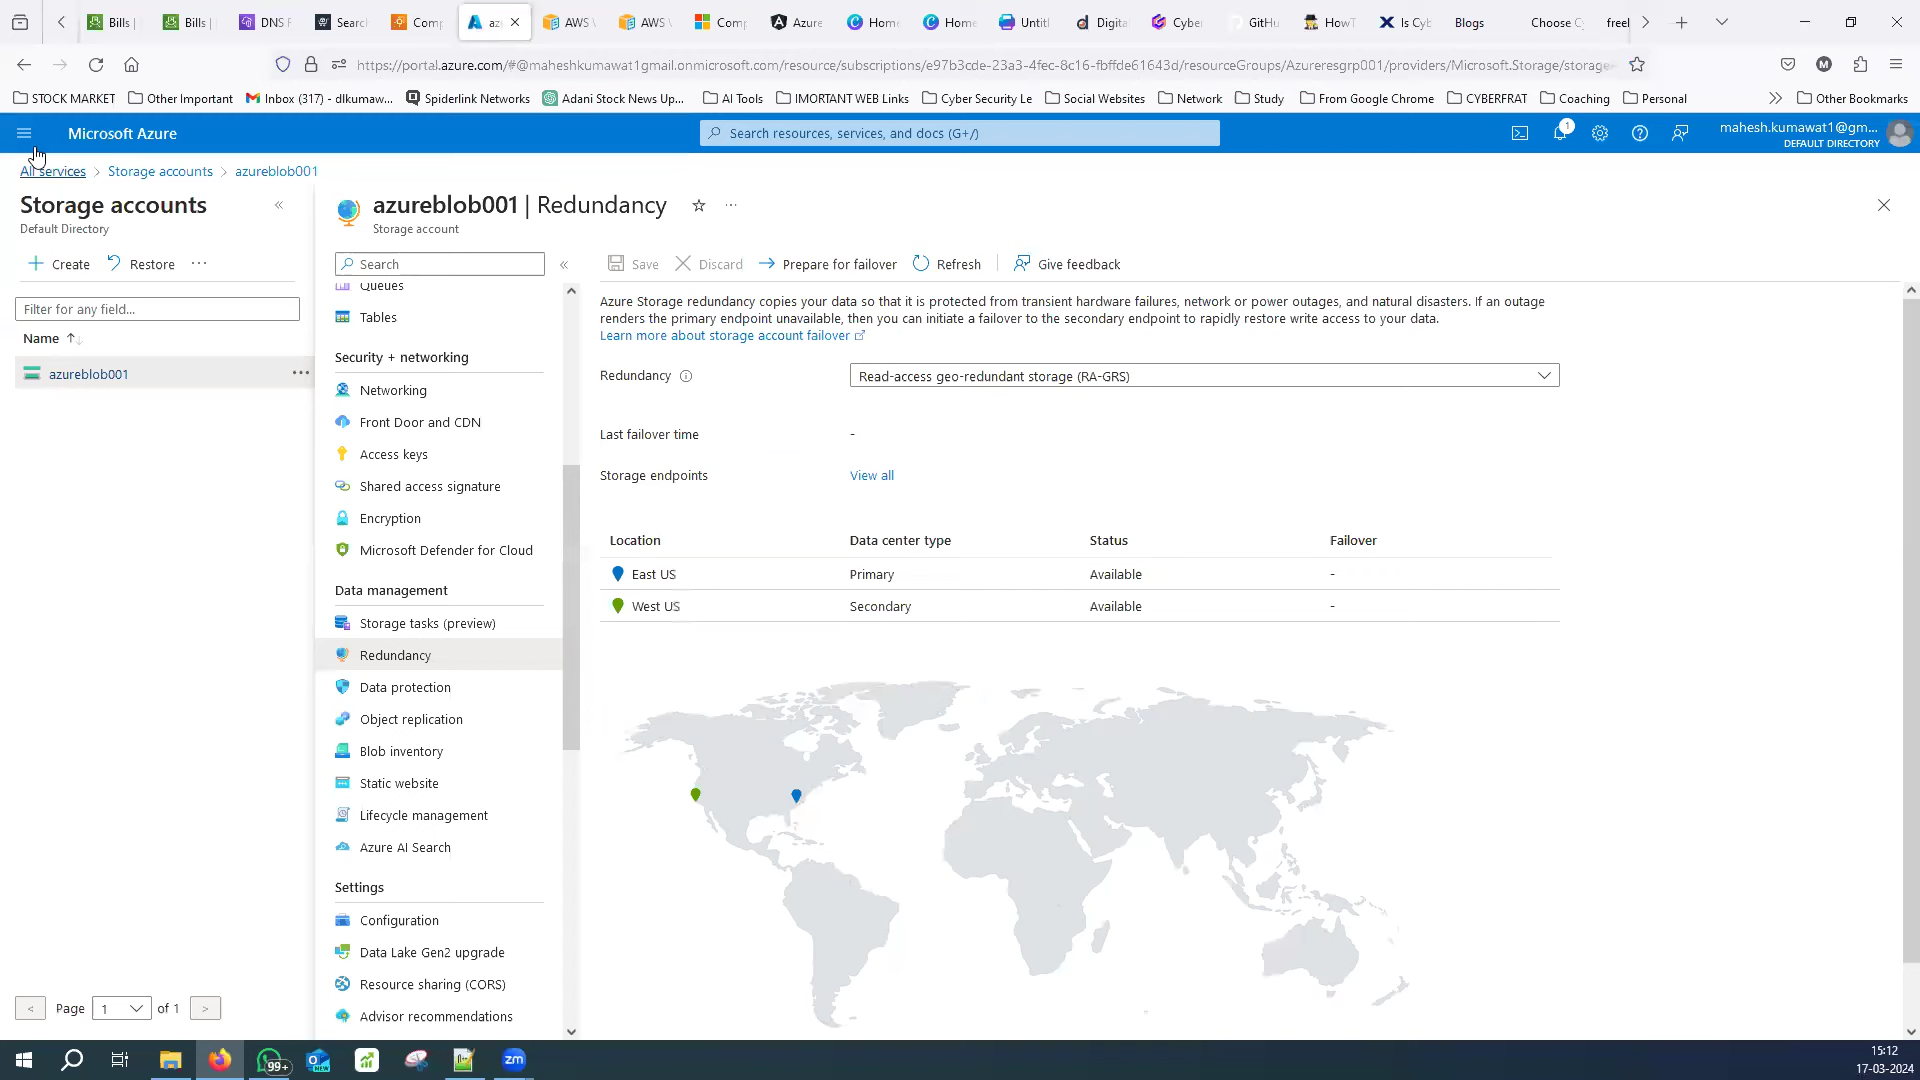 Bills |
Bills |
DNS F
Searc
Comp
az
AWS \
AWS \
Comp
Azure
Home
Home
Untitl
Digita
Cyber
GitHu
HowT
Is Cyb
Blogs
Choose Cy
freel
https://portal.azure.com/#@maheshkumawat1gmail.onmicrosoft.com/resource/subscriptions/e97b3cde-23a3-4fec-8c16-fbffde61643d/resourceGroups/Azureresgrp001/providers/Microsoft.Storage/storage
STOCK MARKET
Other Important
Inbox (317) - dlkumaw...
Spiderlink Networks
Adani Stock News Up...
AI Tools
IMORTANT WEB Links
Cyber Security Le
Social Websites
Network
Study
From Google Chrome
CYBERFRAT
Coaching
Personal
Other Bookmarks
Microsoft Azure
Search resources, services, and docs (G+/)
1
mahesh.kumawat1@gm...
DEFAULT DIRECTORY
All services > Storage accounts > azureblob001
Storage accounts
Default Directory
Create
Restore
Filter for any field...
Name
azureblob001
Page 1 of 1
azureblob001 | Redundancy
Storage account
Search
Queues
Tables
Security + networking
Networking
Front Door and CDN
Access keys
Shared access signature
Encryption
Microsoft Defender for Cloud
Data management
Storage tasks (preview)
Redundancy
Data protection
Object replication
Blob inventory
Static website
Lifecycle management
Azure AI Search
Settings
Configuration
Data Lake Gen2 upgrade
Resource sharing (CORS)
Advisor recommendations
Save
Discard
Prepare for failover
Refresh
Give feedback
Azure Storage redundancy copies your data so that it is protected from transient hardware failures, network or power outages, and natural disasters. If an outage
renders the primary endpoint unavailable, then you can initiate a failover to the secondary endpoint to rapidly restore write access to your data.
Learn more about storage account failover
Redundancy
Read-access geo-redundant storage (RA-GRS)
Last failover time -
Storage endpoints View all
Location Data center type Status Failover
East US Primary Available -
West US Secondary Available -
99+
NEW
zm
15:12
17-03-2024